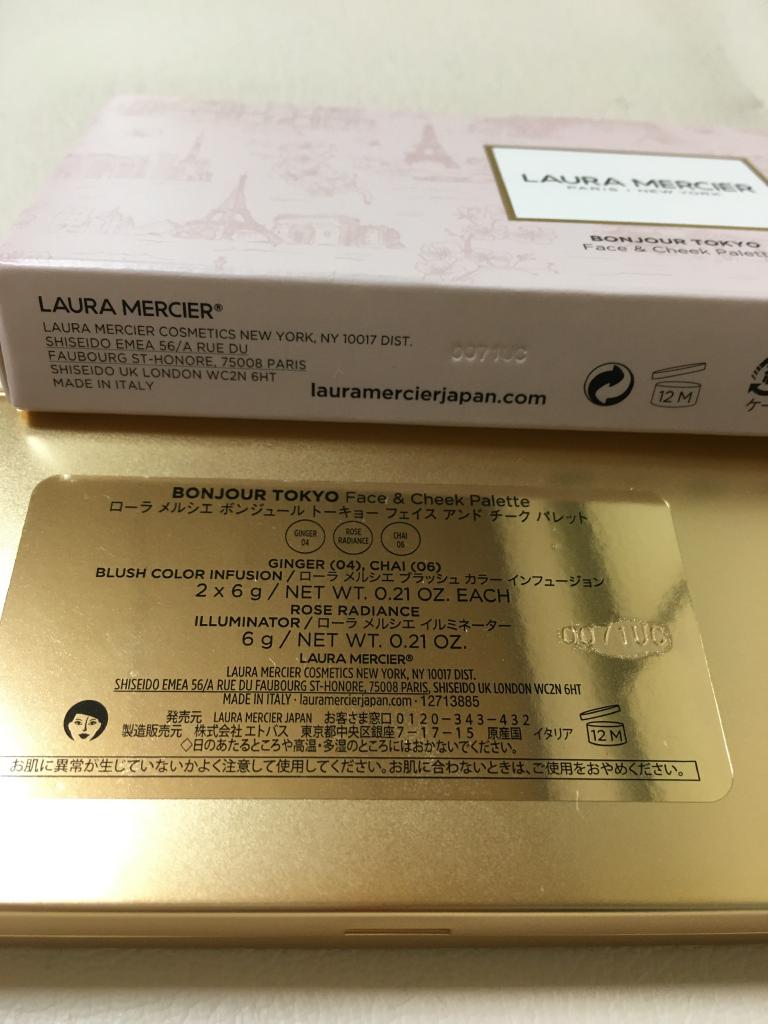 LAURA MERCIER
PARIS · NEW YORK
BONJOUR TOKYO
Face & Cheek Palette
LAURA MERCIER®
LAURA MERCIER COSMETICS NEW YORK, NY 10017 DIST.
SHISEIDO EMEA 56/A RUE DU
FAUBOURG ST-HONORE, 75008 PARIS
SHISEIDO UK LONDON WC2N 6HT
MADE IN ITALY
0071UC
lauramercierjapan.com
12 M
BONJOUR TOKYO Face & Cheek Palette
ローラ メルシエ ボンジュール トーキョー フェイス アンド チーク パレット
GINGER 04
ROSE RADIANCE
CHAI 06
GINGER (04), CHAI (06)
BLUSH COLOR INFUSION / ローラ メルシエ ブラッシュ カラー インフュージョン
2 x 6 g / NET WT. 0.21 OZ. EACH
ROSE RADIANCE
ILLUMINATOR / ローラ メルシエ イルミネーター
6 g / NET WT. 0.21 OZ.
0071UC
LAURA MERCIER®
LAURA MERCIER COSMETICS NEW YORK, NY 10017 DIST.
SHISEIDO EMEA 56/A RUE DU FAUBOURG ST-HONORE, 75008 PARIS, SHISEIDO UK LONDON WC2N 6HT
MADE IN ITALY · lauramercierjapan.com · 12713885
発売元 LAURA MERCIER JAPAN お客さま窓口 0120-343-432
製造販売元 株式会社 エトバス 東京都中央区銀座7-17-15 原産国 イタリア
12 M
◇日のあたるところや高温・多湿のところにはおかないでください。
お肌に異常が生じていないかよく注意して使用してください。お肌に合わないときは、ご使用をおやめください。